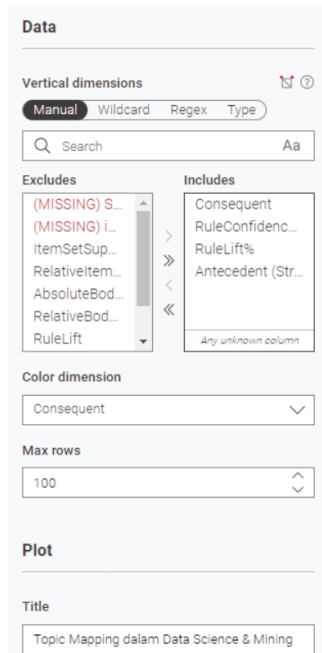 Data
Vertical dimensions
Manual Wildcard Regex Type
Search Aa
Excludes Includes
(MISSING) S...
(MISSING) i...
ItemSetSup...
RelativeItem...
AbsoluteBod...
RelativeBod...
RuleLift
Consequent
RuleConfidenc...
RuleLift%
Antecedent (Str...
Any unknown column
Color dimension
Consequent
Max rows
100
Plot
Title
Topic Mapping dalam Data Science & Mining